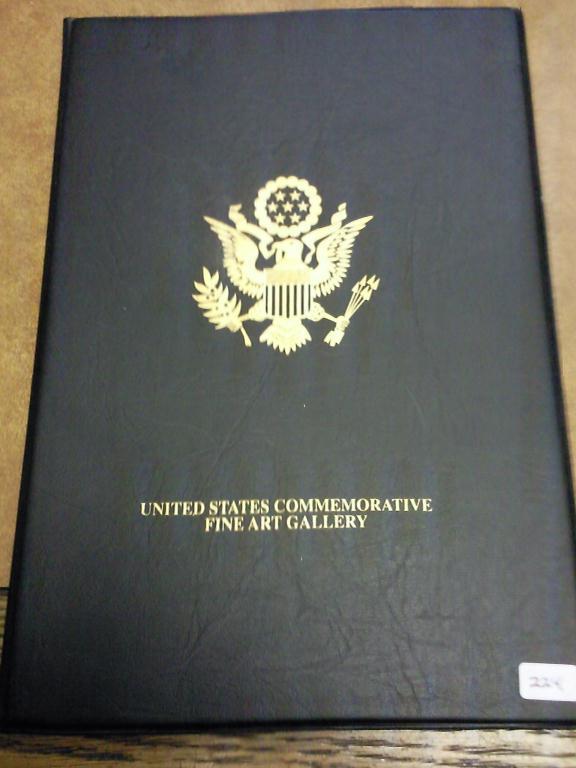 UNITED STATES COMMEMORATIVE
FINE ART GALLERY